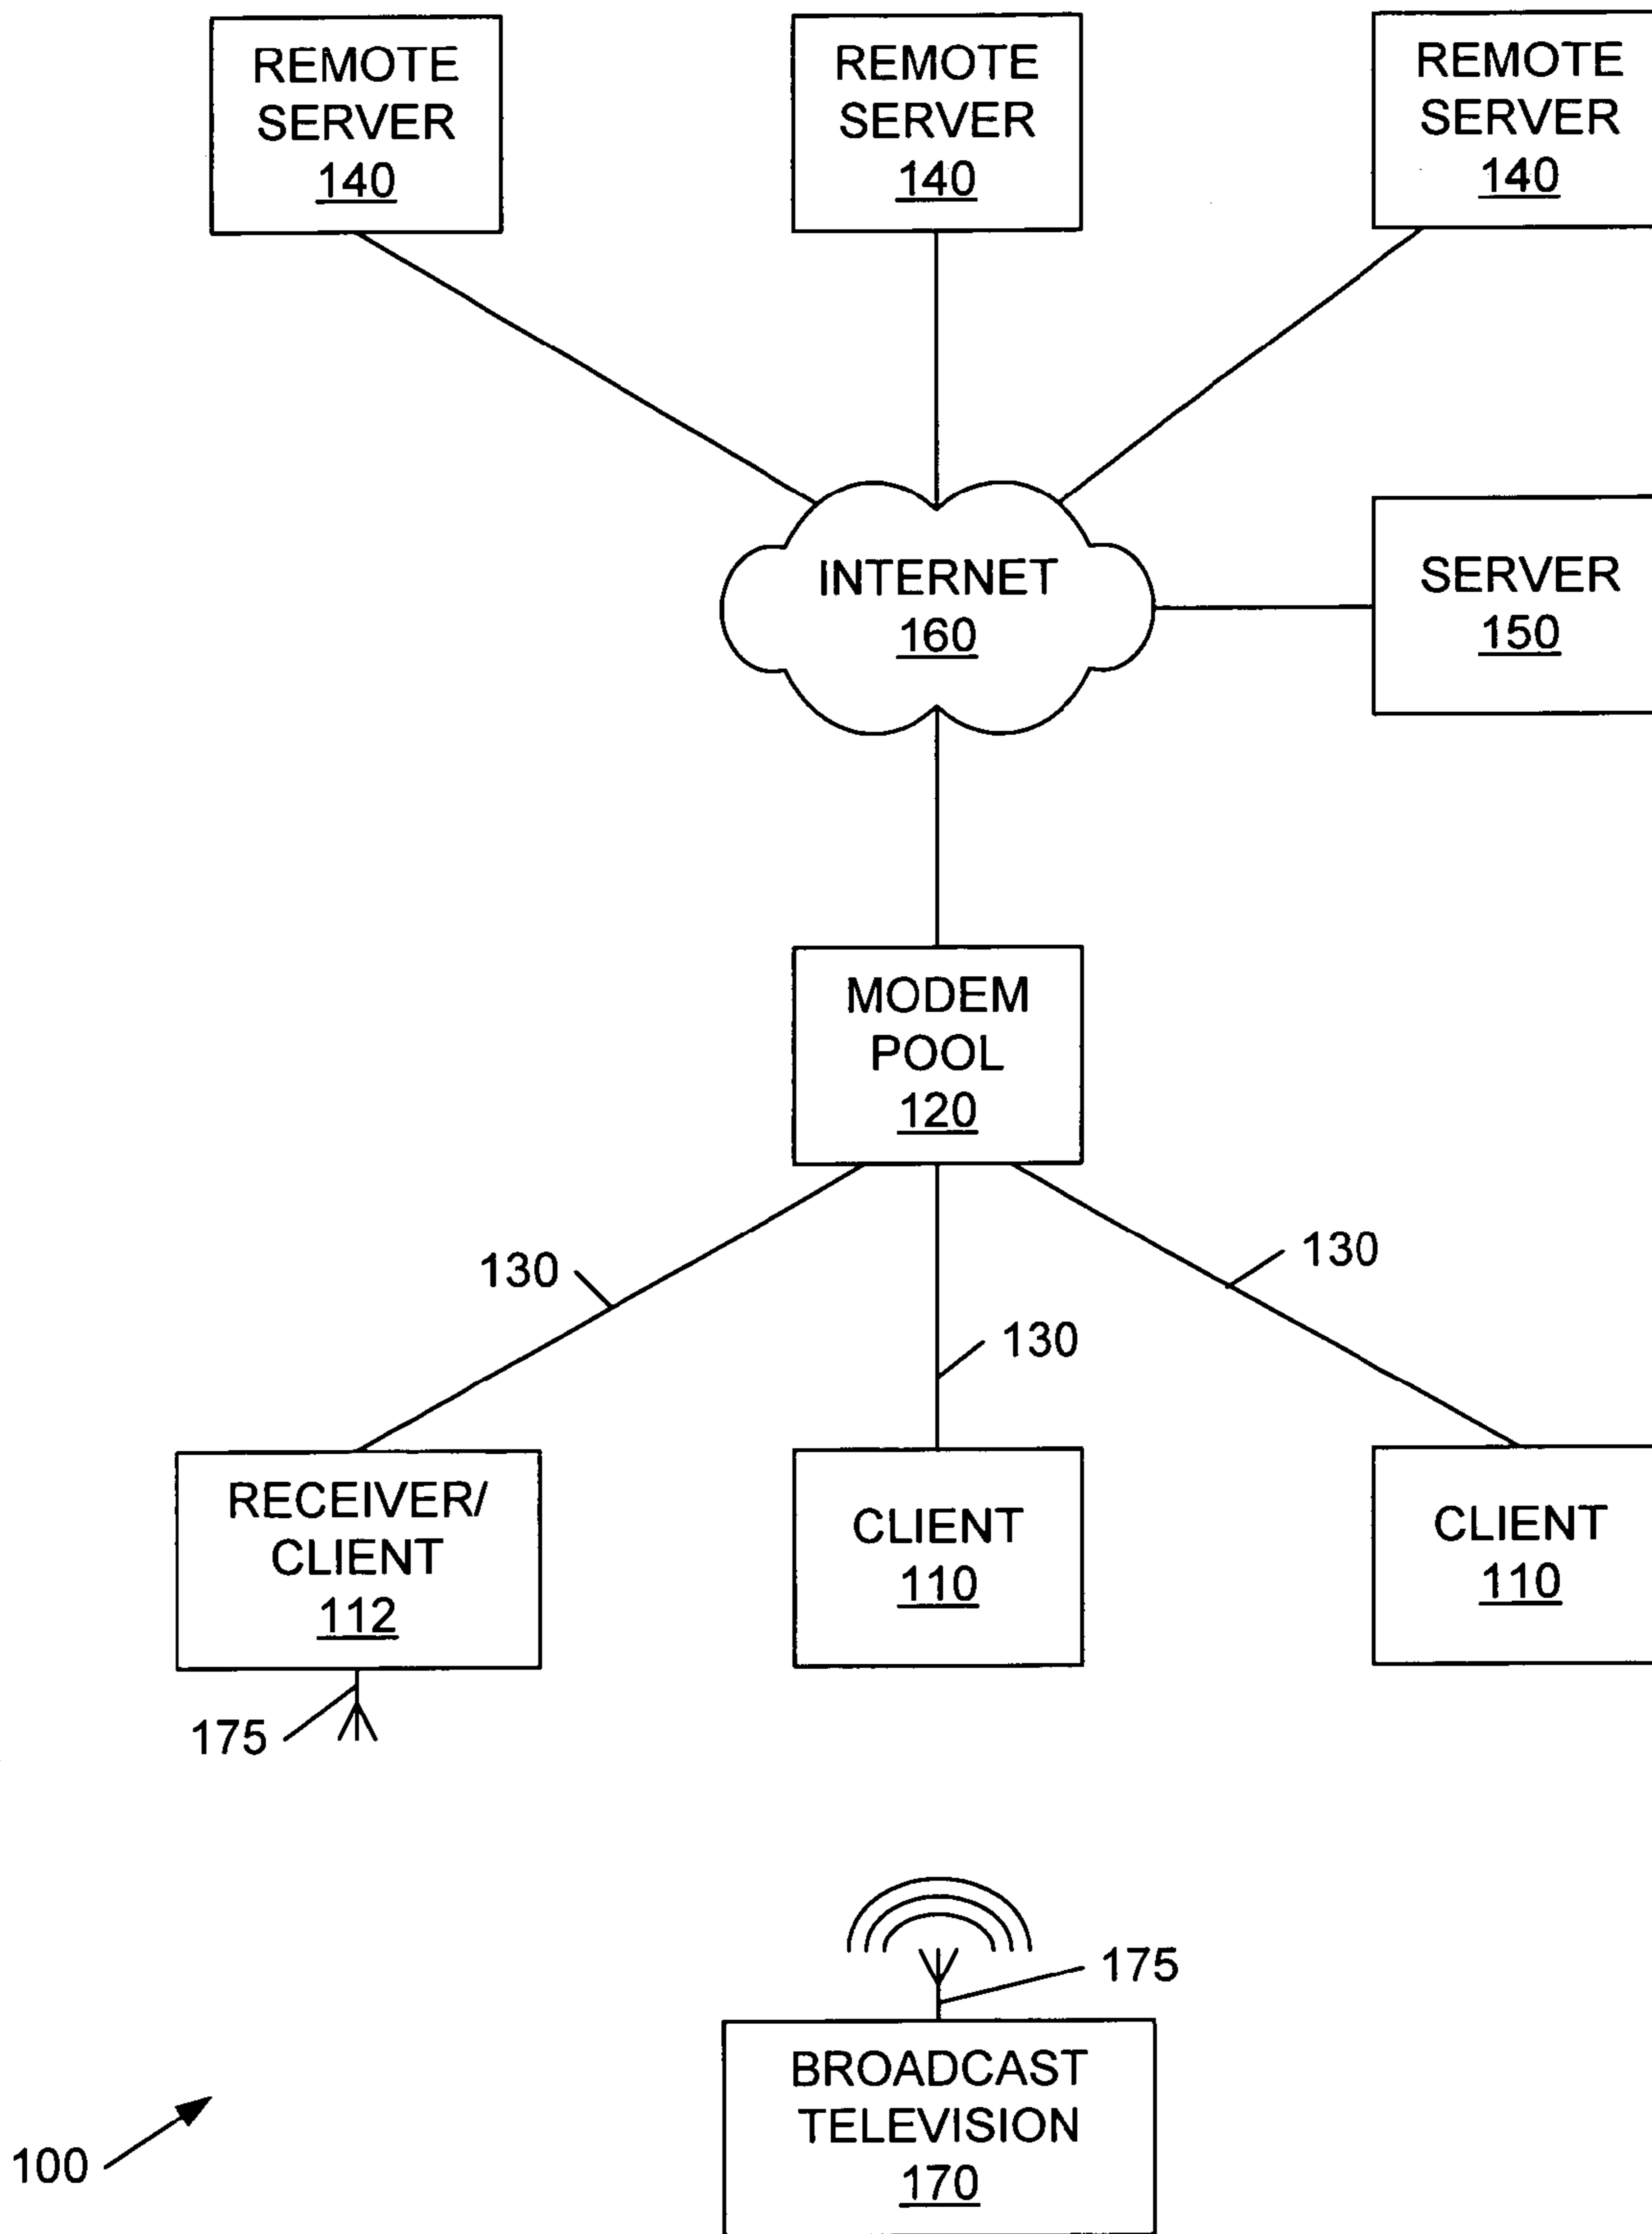 REMOTE
SERVER
140
REMOTE
SERVER
140
REMOTE
SERVER
140
INTERNET
160
SERVER
150
MODEM
POOL
120
130
130
130
RECEIVER/
CLIENT
112
CLIENT
110
CLIENT
110
175
175
BROADCAST
TELEVISION
170
100